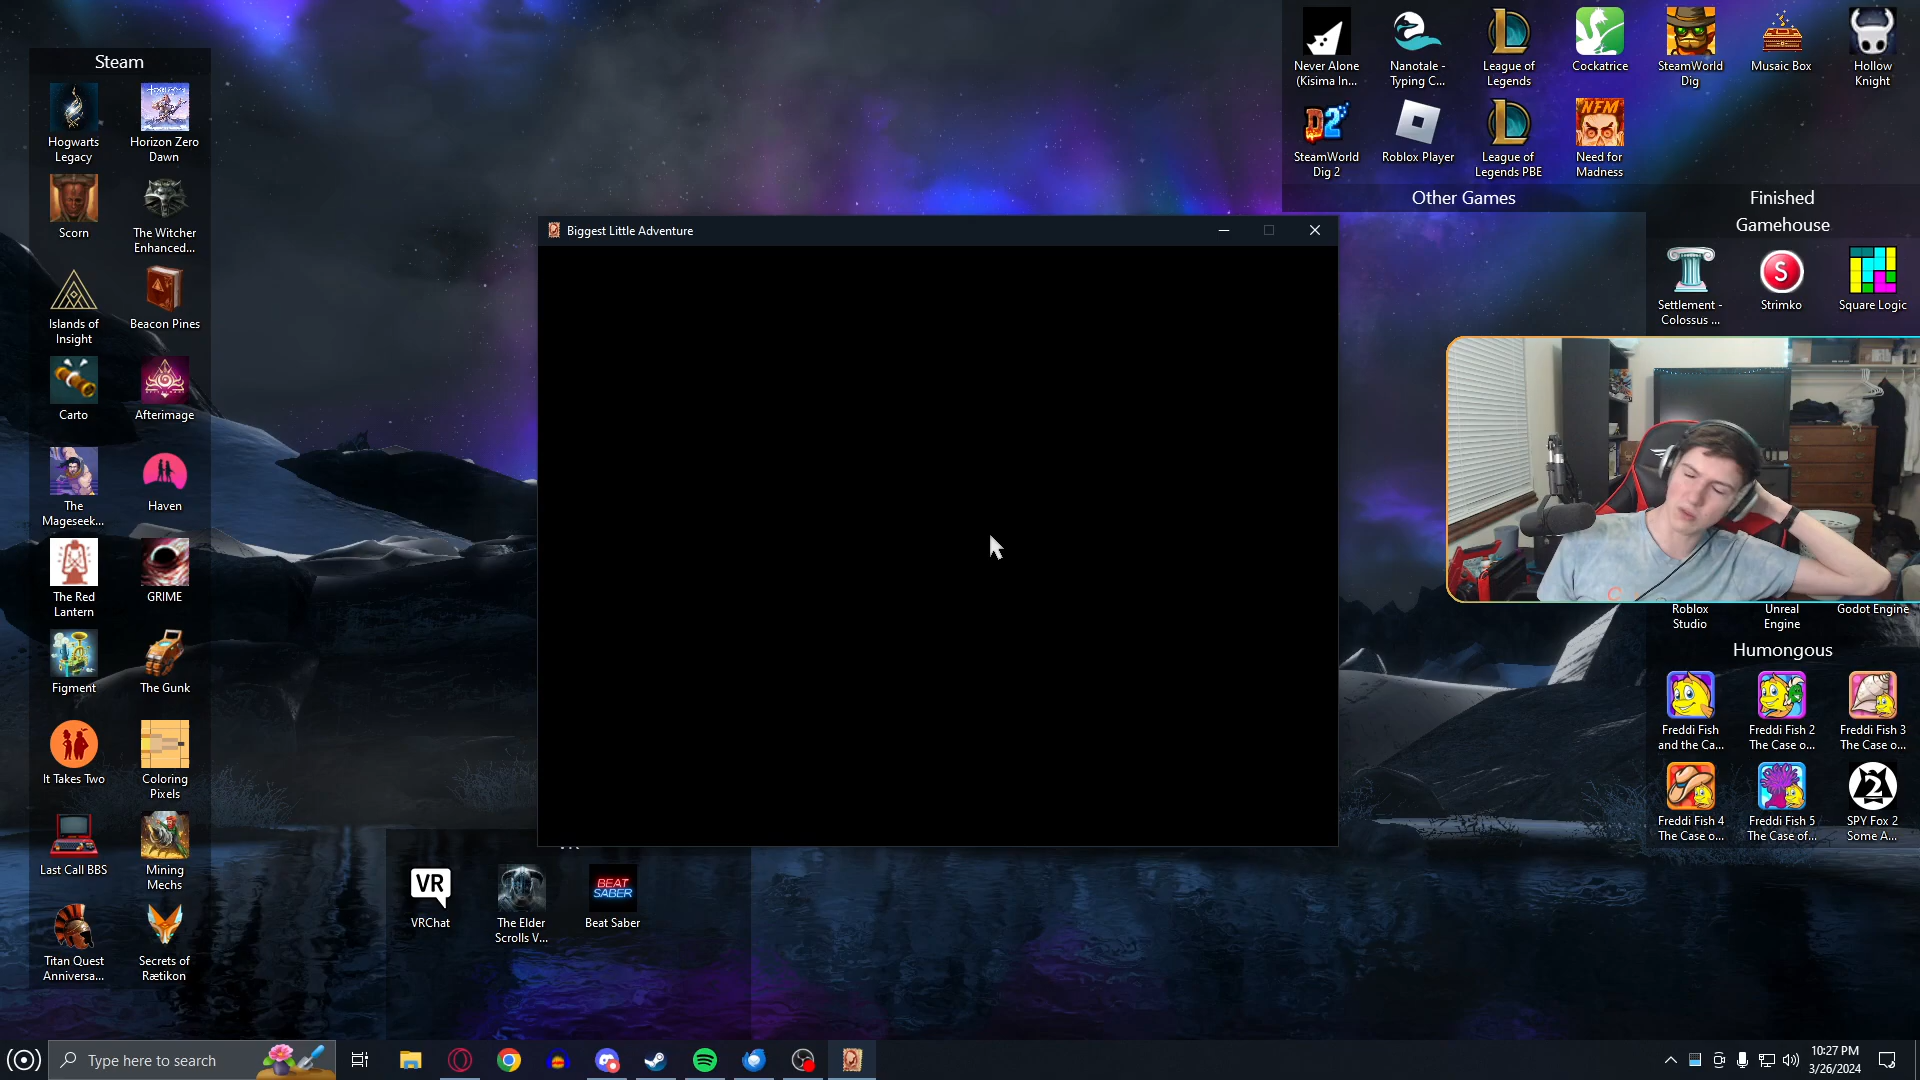 Steam
Hogwarts
Legacy
Horizon Zero
Dawn
Scorn
The Witcher
Enhanced...
Islands of
Insight
Beacon Pines
Carto
Afterimage
The
Mageseek...
Haven
The Red
Lantern
GRIME
Figment
The Gunk
It Takes Two
Coloring
Pixels
Last Call BBS
Mining
Mechs
Titan Quest
Anniversa...
Secrets of
Rætikon
Never Alone
(Kisima In...
Nanotale -
Typing C...
League of
Legends
Cockatrice
SteamWorld
Dig
Musaic Box
Hollow
Knight
D2
SteamWorld
Dig 2
Roblox Player
League of
Legends PBE
NFM
Need for
Madness
Other Games
Finished
Gamehouse
Settlement -
Colossus ...
S
Strimko
Square Logic
Biggest Little Adventure
Roblox
Studio
Unreal
Engine
Godot Engine
Humongous
Freddi Fish
and the Ca...
Freddi Fish 2
The Case o...
Freddi Fish 3
The Case o...
Freddi Fish 4
The Case o...
Freddi Fish 5
The Case of...
2
SPY Fox 2
Some A...
VR
VRChat
The Elder
Scrolls V...
BEAT
SABER
Beat Saber
Type here to search
10:27 PM
3/26/2024